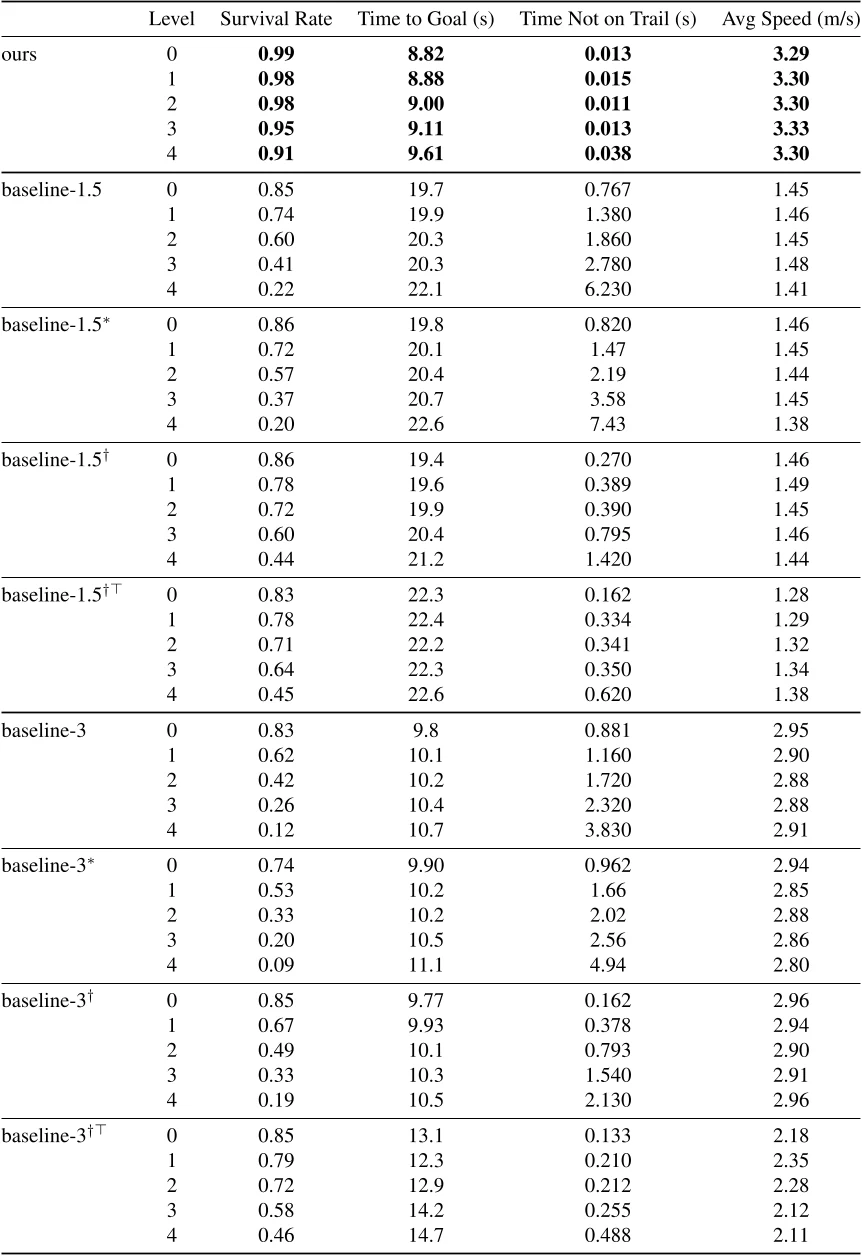 Level Survival Rate Time to Goal (s) Time Not on Trail (s) Avg Speed (m/s)
ours 0 0.99 8.82 0.013 3.29
1 0.98 8.88 0.015 3.30
2 0.98 9.00 0.011 3.30
3 0.95 9.11 0.013 3.33
4 0.91 9.61 0.038 3.30
baseline-1.5 0 0.85 19.7 0.767 1.45
1 0.74 19.9 1.380 1.46
2 0.60 20.3 1.860 1.45
3 0.41 20.3 2.780 1.48
4 0.22 22.1 6.230 1.41
baseline-1.5* 0 0.86 19.8 0.820 1.46
1 0.72 20.1 1.47 1.45
2 0.57 20.4 2.19 1.44
3 0.37 20.7 3.58 1.45
4 0.20 22.6 7.43 1.38
baseline-1.5† 0 0.86 19.4 0.270 1.46
1 0.78 19.6 0.389 1.49
2 0.72 19.9 0.390 1.45
3 0.60 20.4 0.795 1.46
4 0.44 21.2 1.420 1.44
baseline-1.5†⊤ 0 0.83 22.3 0.162 1.28
1 0.78 22.4 0.334 1.29
2 0.71 22.2 0.341 1.32
3 0.64 22.3 0.350 1.34
4 0.45 22.6 0.620 1.38
baseline-3 0 0.83 9.8 0.881 2.95
1 0.62 10.1 1.160 2.90
2 0.42 10.2 1.720 2.88
3 0.26 10.4 2.320 2.88
4 0.12 10.7 3.830 2.91
baseline-3* 0 0.74 9.90 0.962 2.94
1 0.53 10.2 1.66 2.85
2 0.33 10.2 2.02 2.88
3 0.20 10.5 2.56 2.86
4 0.09 11.1 4.94 2.80
baseline-3† 0 0.85 9.77 0.162 2.96
1 0.67 9.93 0.378 2.94
2 0.49 10.1 0.793 2.90
3 0.33 10.3 1.540 2.91
4 0.19 10.5 2.130 2.96
baseline-3†⊤ 0 0.85 13.1 0.133 2.18
1 0.79 12.3 0.210 2.35
2 0.72 12.9 0.212 2.28
3 0.58 14.2 0.255 2.12
4 0.46 14.7 0.488 2.11